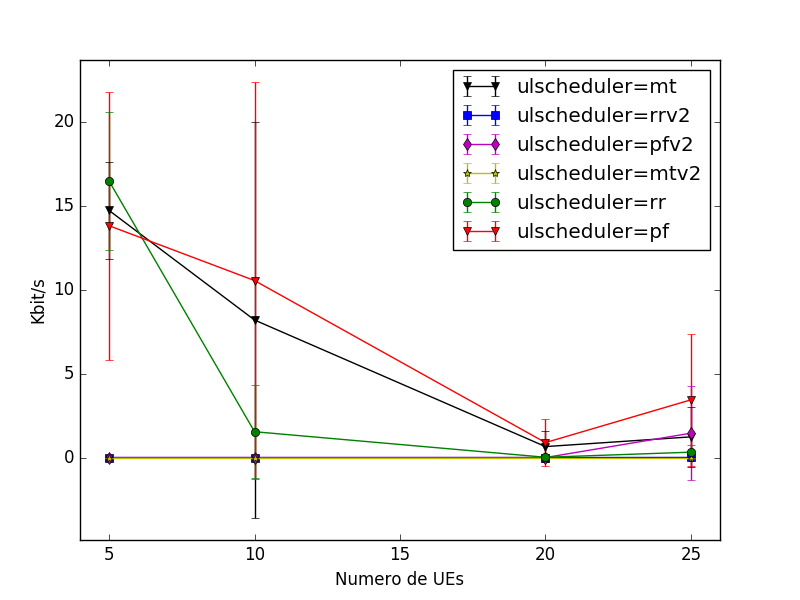 ulscheduler=mt
ulscheduler=rrv2
ulscheduler=pfv2
ulscheduler=mtv2
ulscheduler=rr
ulscheduler=pf
20
15
10
5
0
Kbit/s
5 10 15 20 25
Numero de UEs